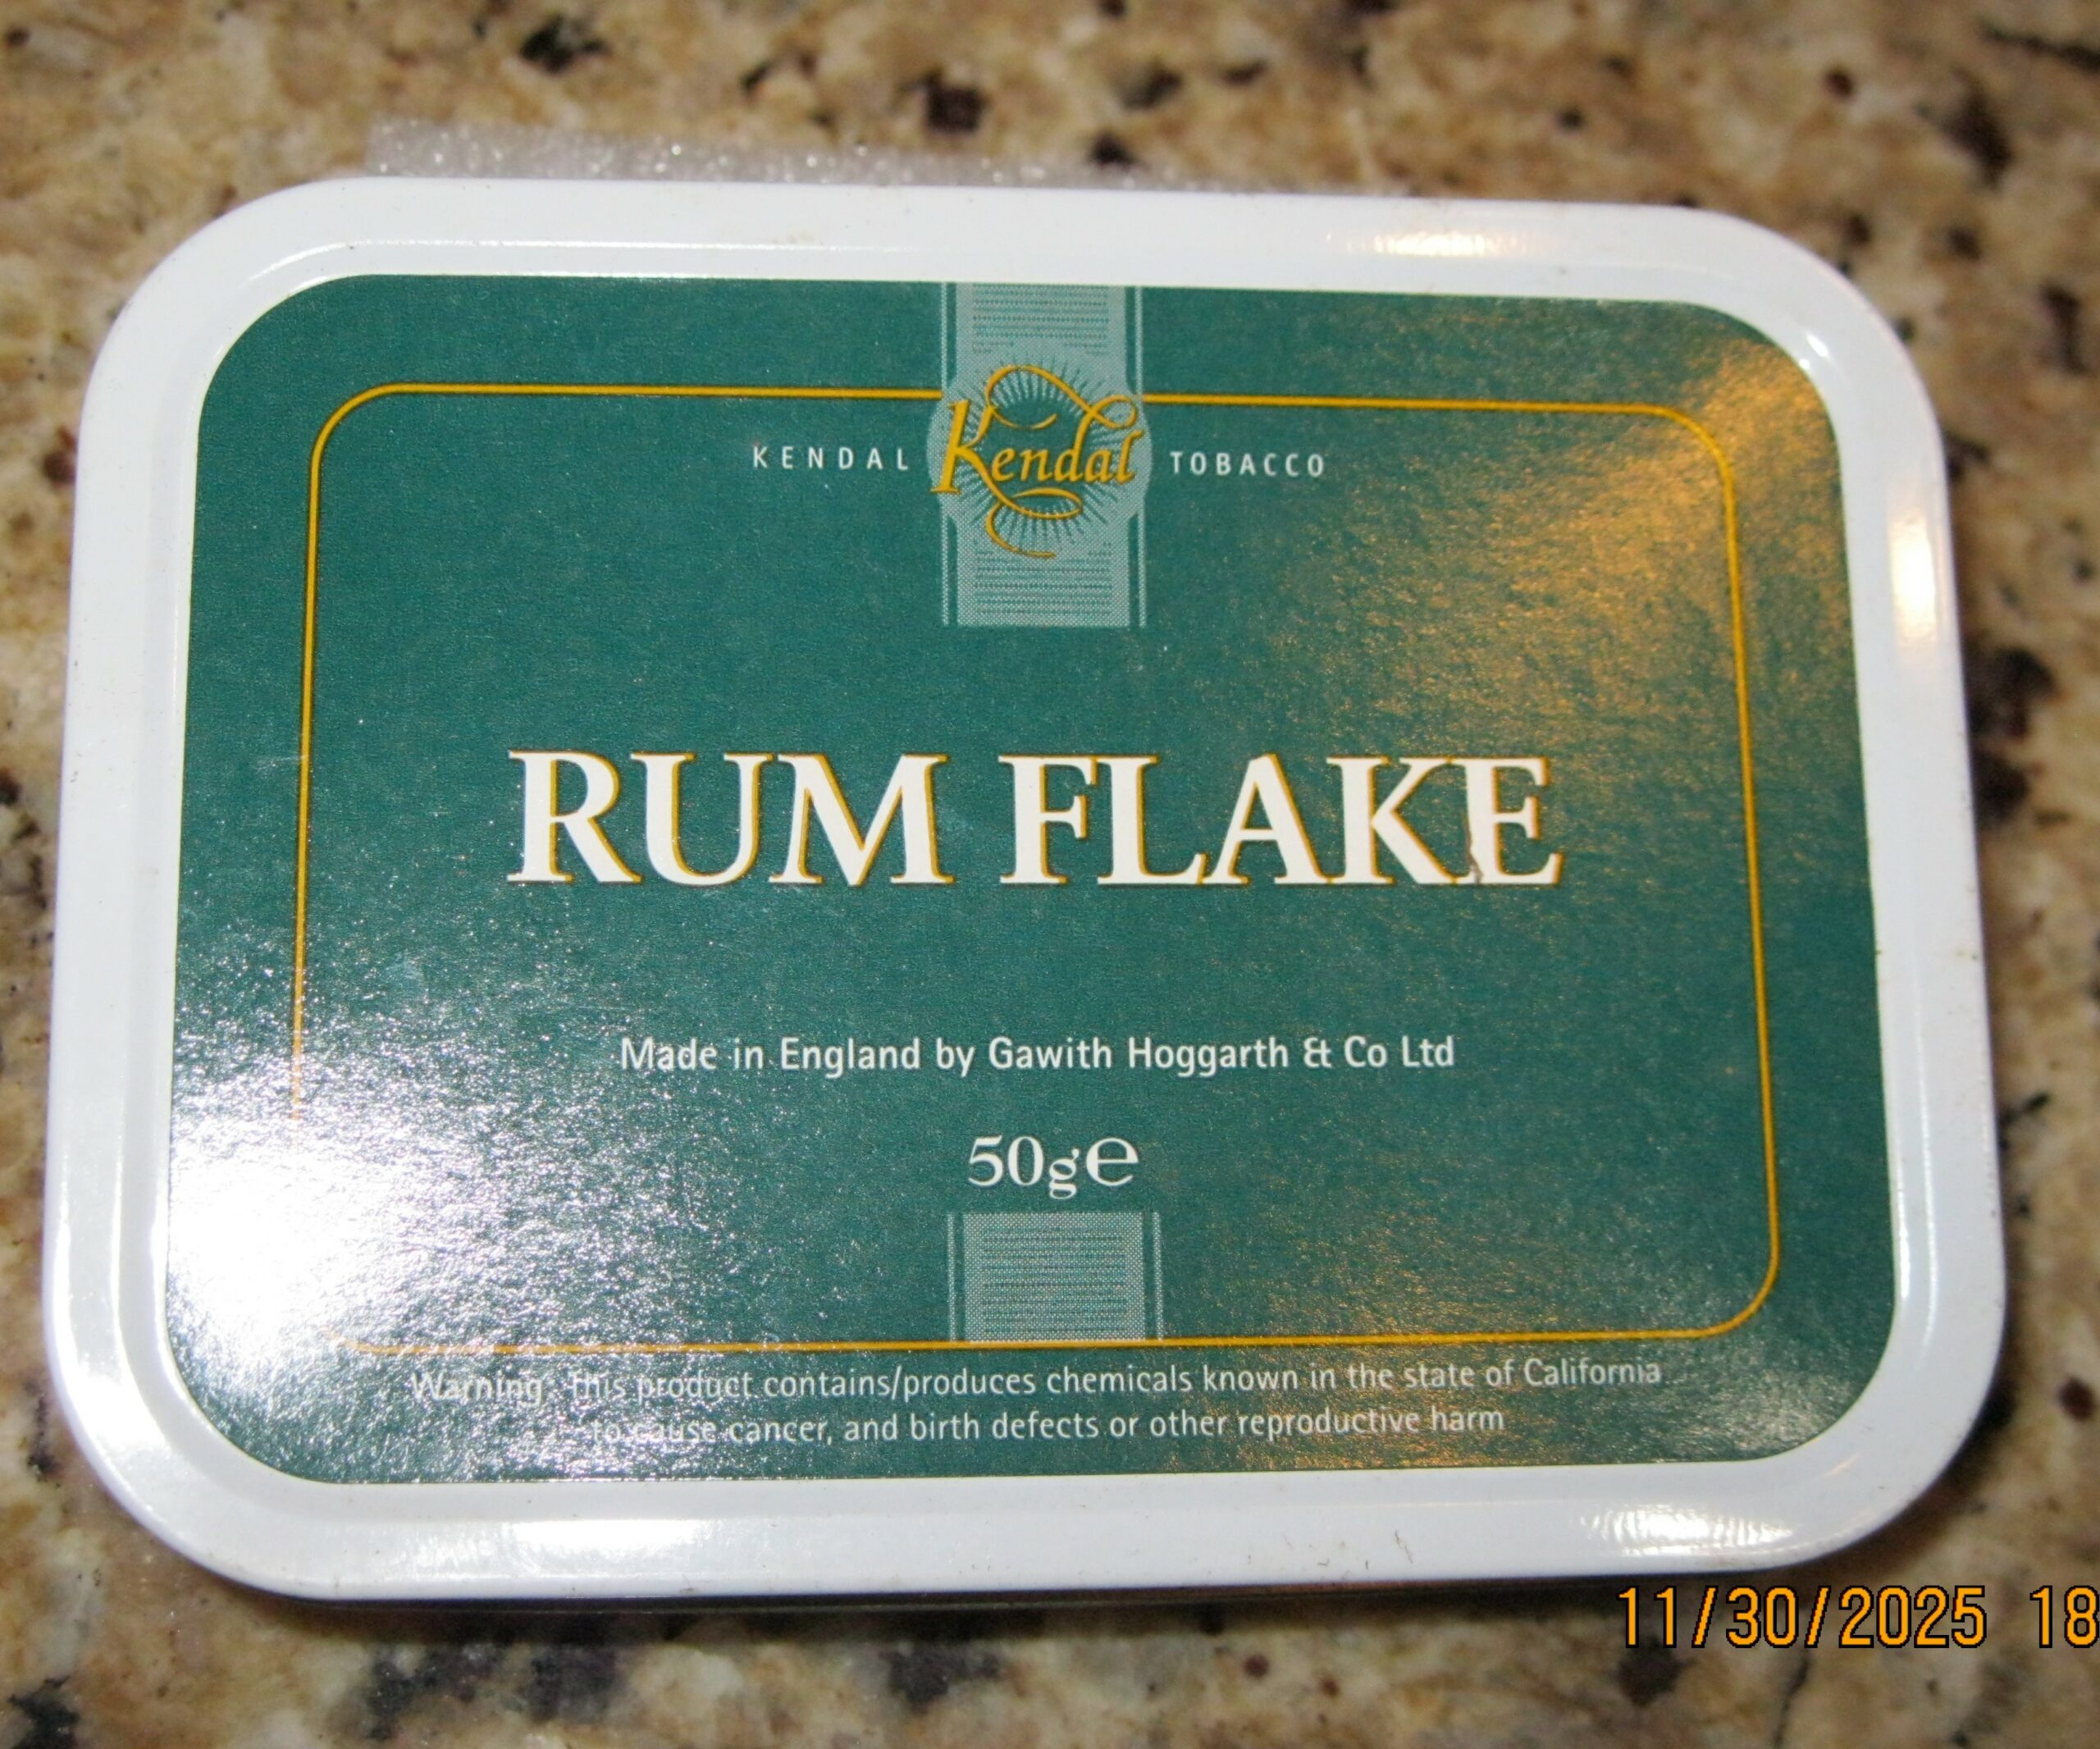 KENDAL Kendal TOBACCO
RUM FLAKE
Made in England by Gawith Hoggarth & Co Ltd
50g℮
Warning: This product contains/produces chemicals known in the state of California
to cause cancer, and birth defects or other reproductive harm
11/30/2025 18